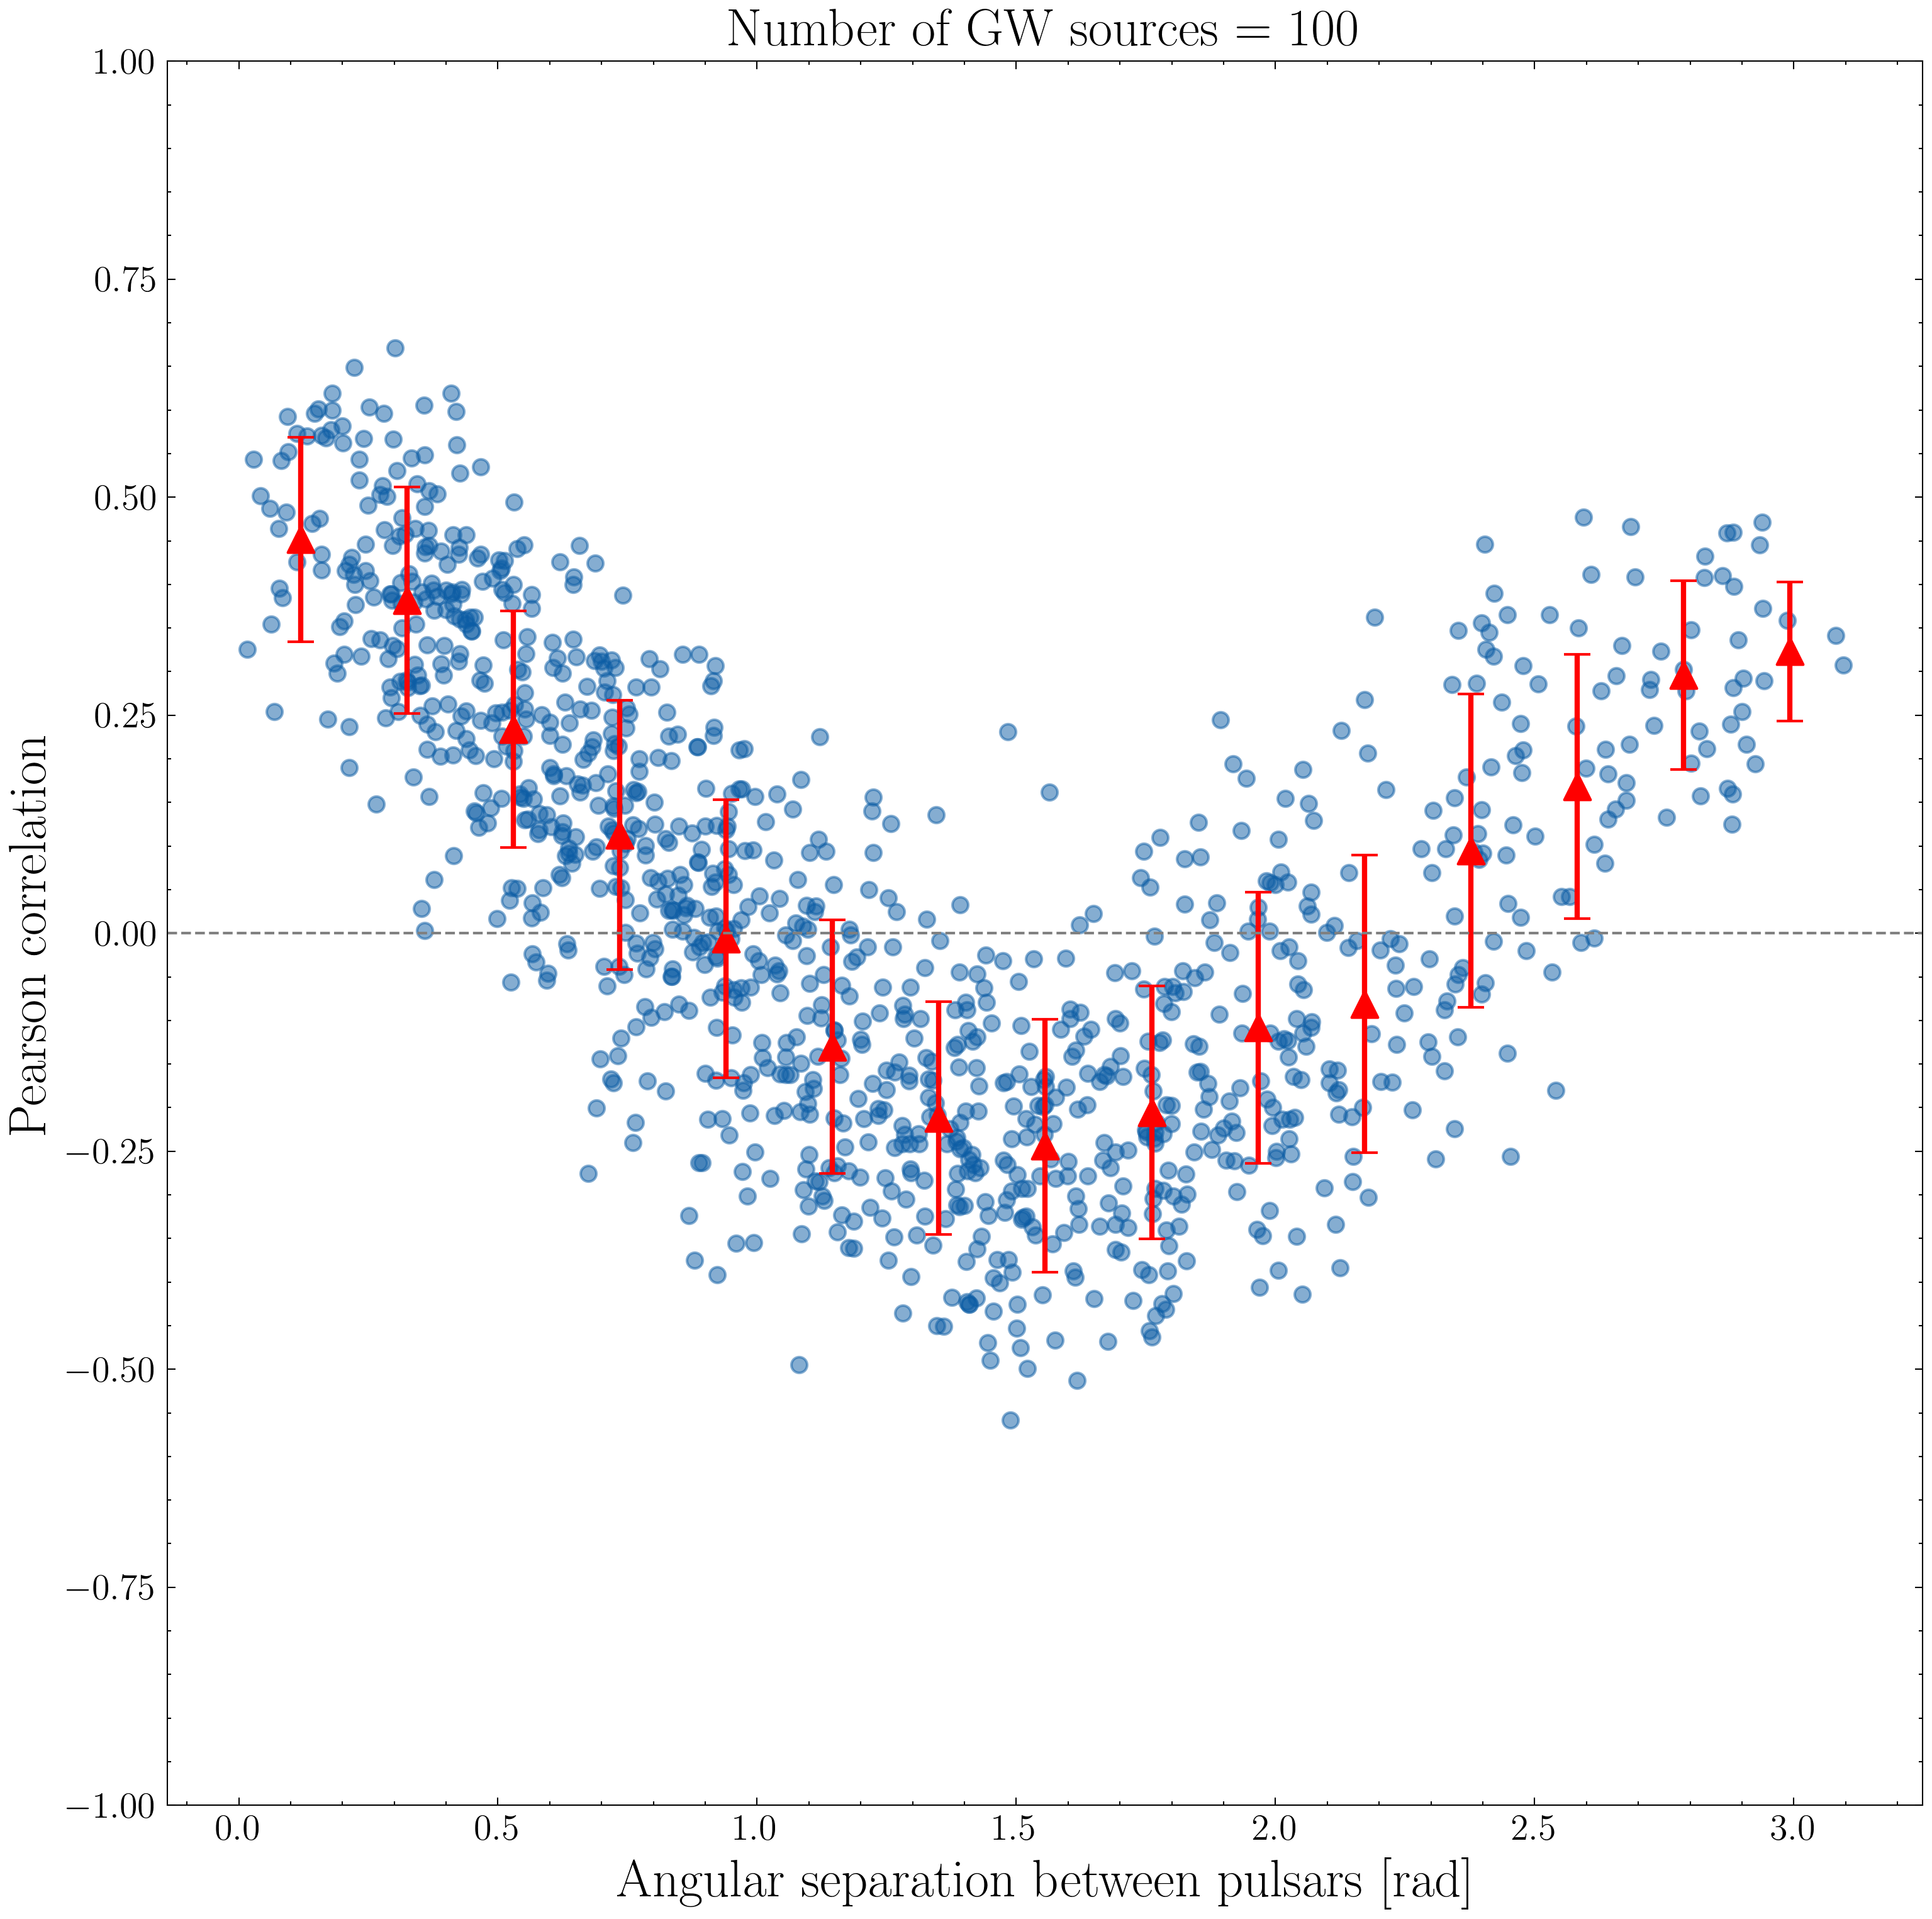 Number of GW sources = 100
1.00
0.75
0.50
0.25
0.00
−0.25
−0.50
−0.75
−1.00
Pearson correlation
0.0 0.5 1.0 1.5 2.0 2.5 3.0
Angular separation between pulsars [rad]